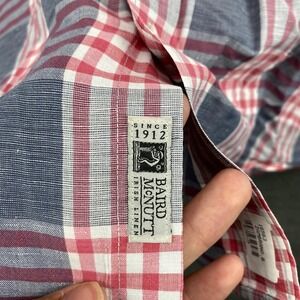 SINCE
1912
BAIRD
McNUTT
IRISH LINEN